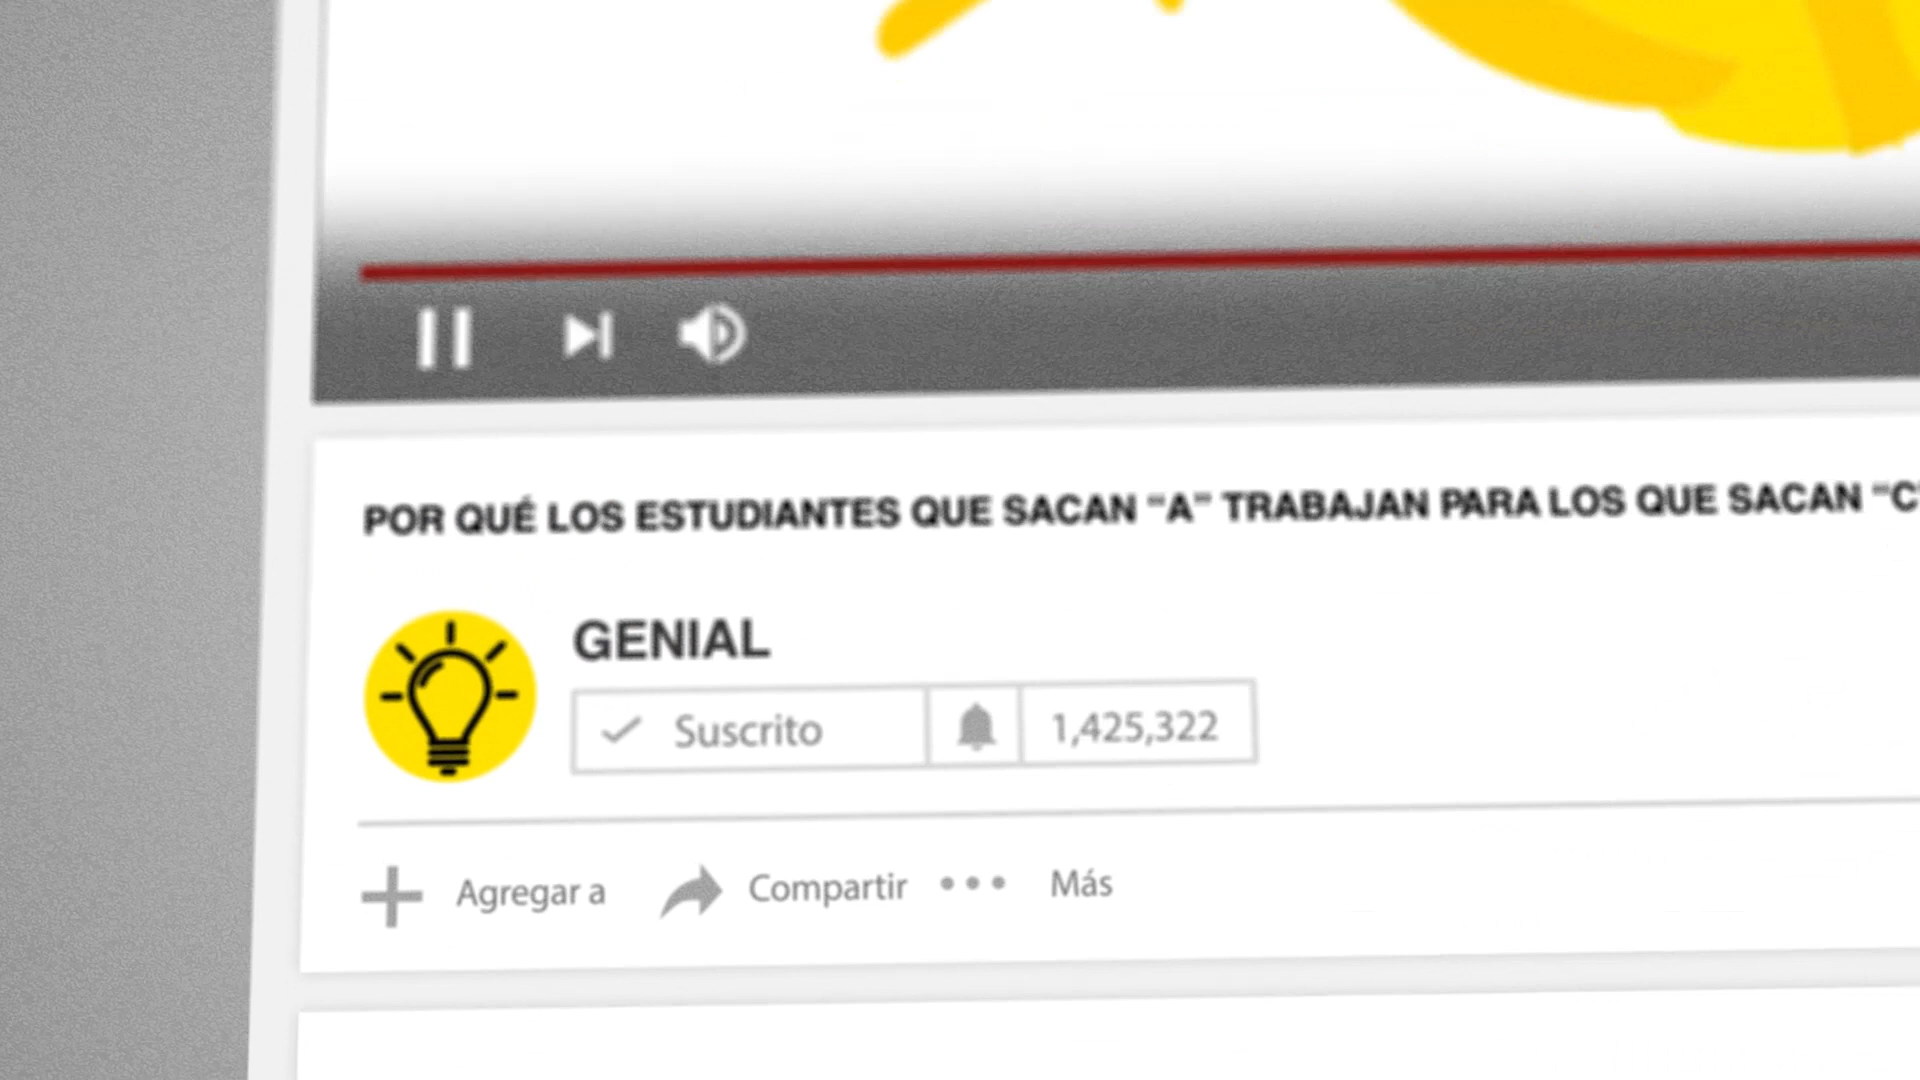 POR QUÉ LOS ESTUDIANTES QUE SACAN “A” TRABAJAN PARA LOS QUE SACAN “C
GENIAL
Suscrito 1,425,322
Agregar a Compartir Más